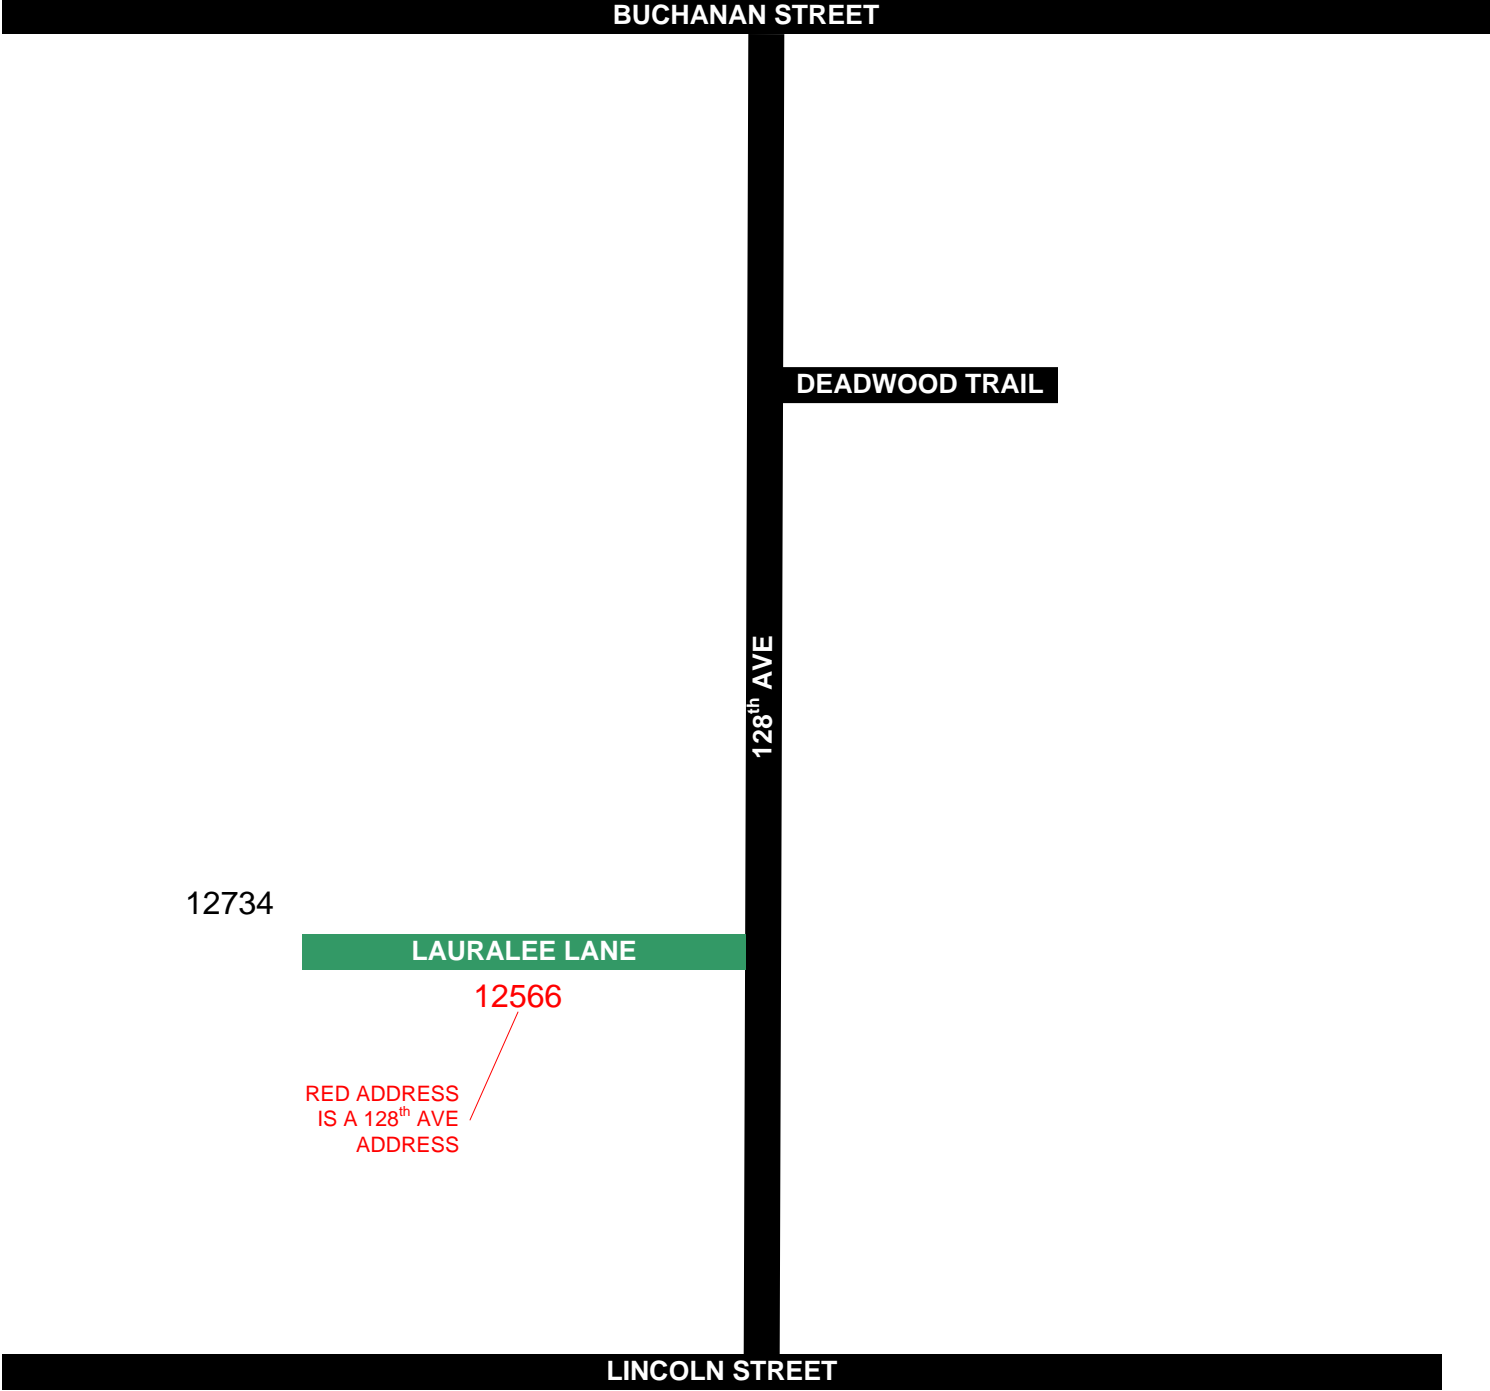 BUCHANAN STREET
DEADWOOD TRAIL
128th AVE
12734
LAURALEE LANE
12566
RED ADDRESS
IS A 128th AVE
ADDRESS
LINCOLN STREET